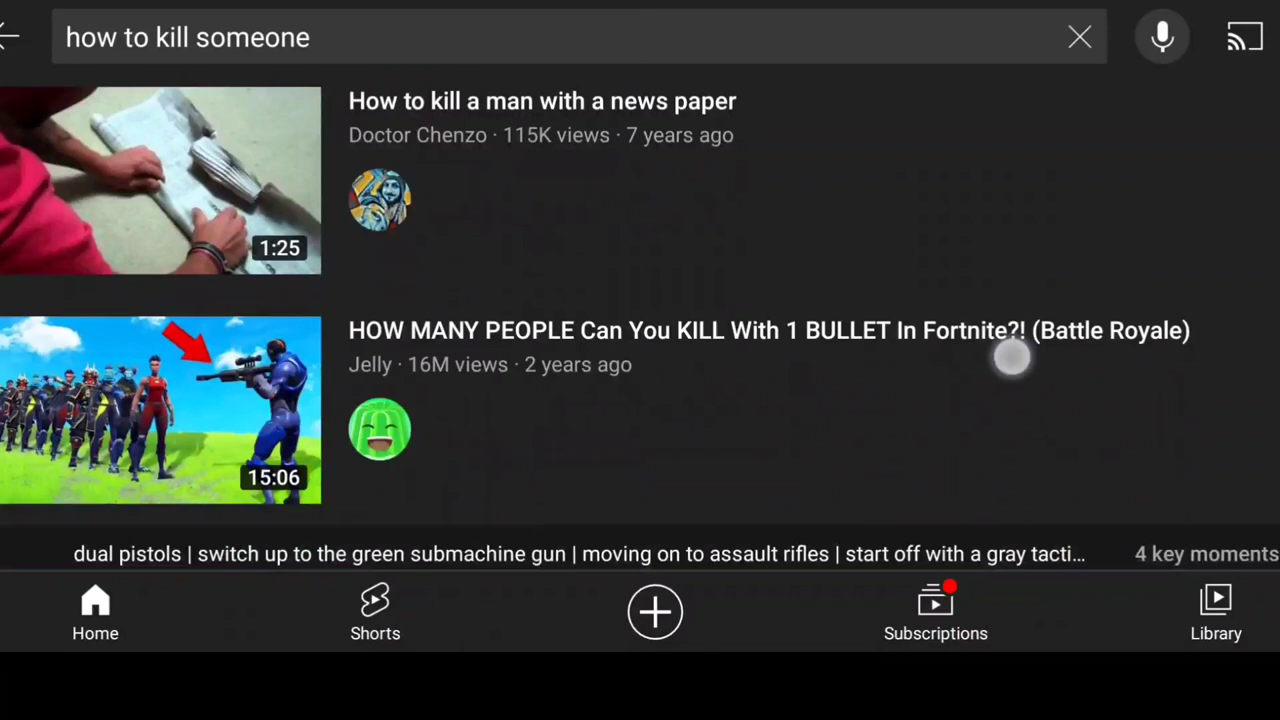 how to kill someone
How to kill a man with a news paper
Doctor Chenzo · 115K views · 7 years ago
1:25
HOW MANY PEOPLE Can You KILL With 1 BULLET In Fortnite?! (Battle Royale)
Jelly · 16M views · 2 years ago
15:06
dual pistols | switch up to the green submachine gun | moving on to assault rifles | start off with a gray tacti... 4 key moments
Home Shorts Subscriptions Library